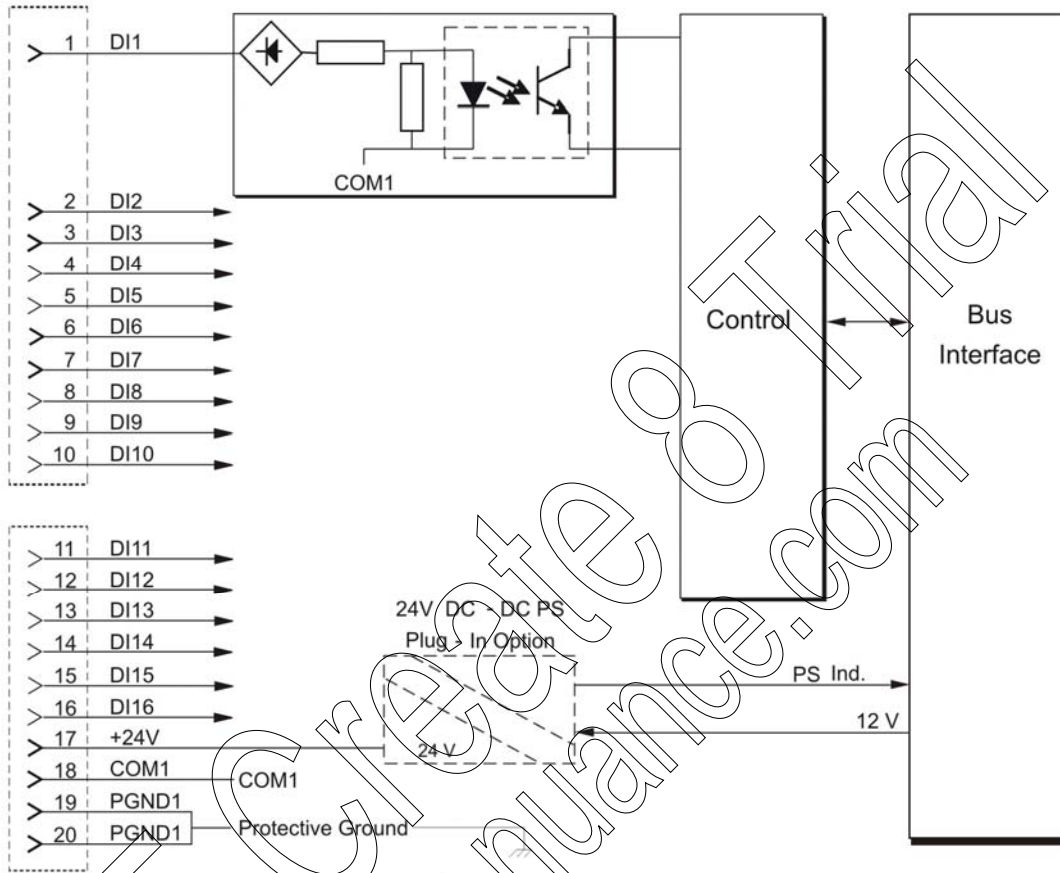 1 DI1
COM1
2 DI2
3 DI3
4 DI4
5 DI5
6 DI6
7 DI7
8 DI8
9 DI9
10 DI10
Control
Bus
Interface
11 DI11
12 DI12
13 DI13
14 DI14
15 DI15
16 DI16
17 +24V
18 COM1
19 PGND1
20 PGND1
24V DC - DC PS
Plug - In Option
24 V
PS Ind.
12 V
COM1
Protective Ground
Create 8 Trial
nuance.com